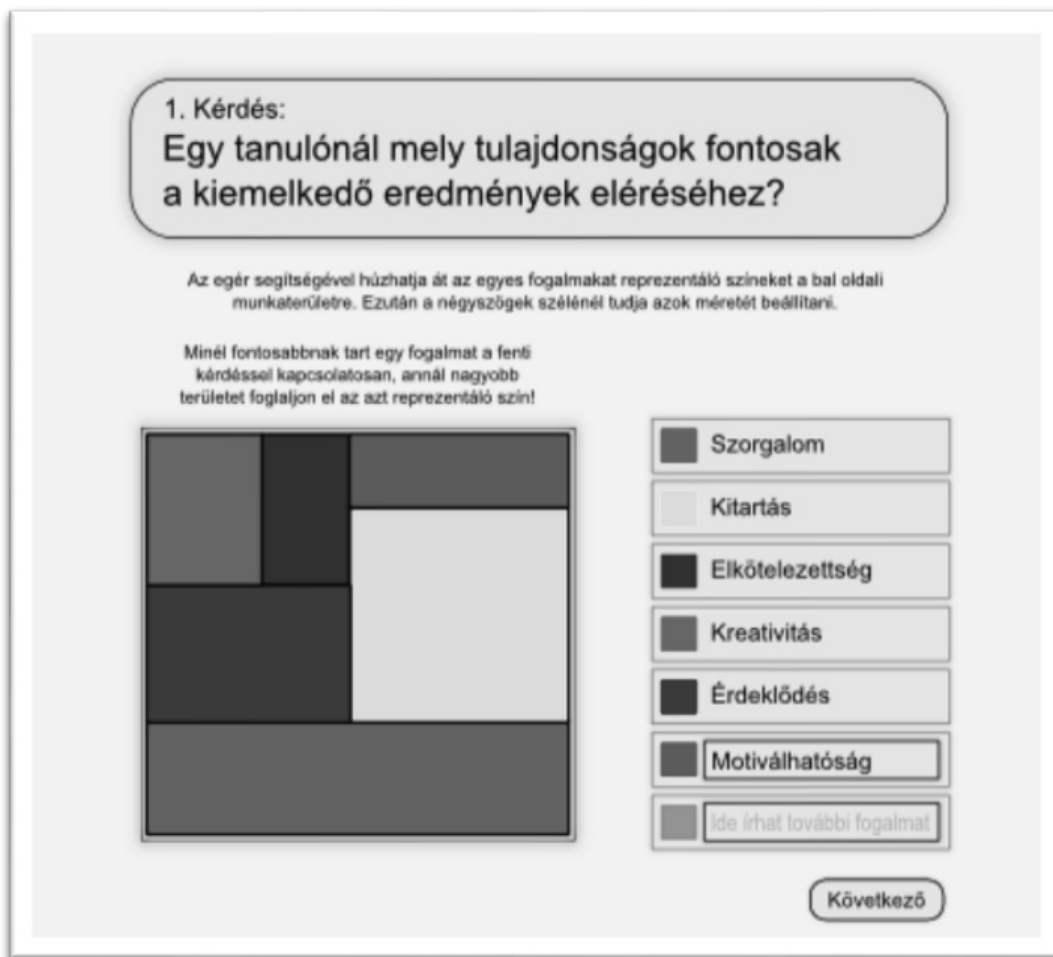 1. Kérdés:
Egy tanulónál mely tulajdonságok fontosak
a kiemelkedő eredmények eléréséhez?
Az egér segítségével húzhatja át az egyes fogalmakat reprezentáló színeket a bal oldali
munkaterületre. Ezután a négyszögek szélénél tudja azok méretét beállítani.
Minél fontosabbnak tart egy fogalmat a fenti
kérdéssel kapcsolatosan, annál nagyobb
területet foglaljon el az azt reprezentáló szín!
Szorgalom
Kitartás
Elkötelezettség
Kreativitás
Érdeklődés
Motiválhatóság
Ide írhat további fogalmat
Következő